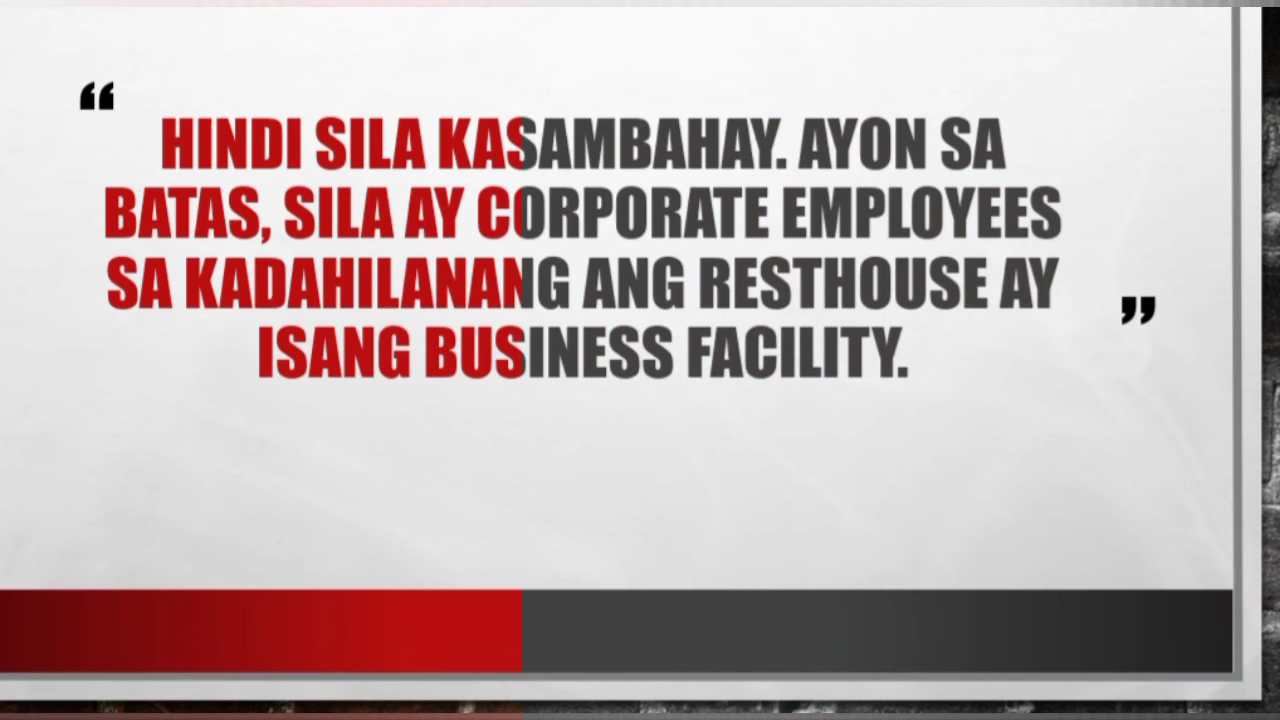 “
HINDI SILA KASAMBAHAY. AYON SA
BATAS, SILA AY CORPORATE EMPLOYEES
SA KADAHILANANG ANG RESTHOUSE AY
ISANG BUSINESS FACILITY.
”